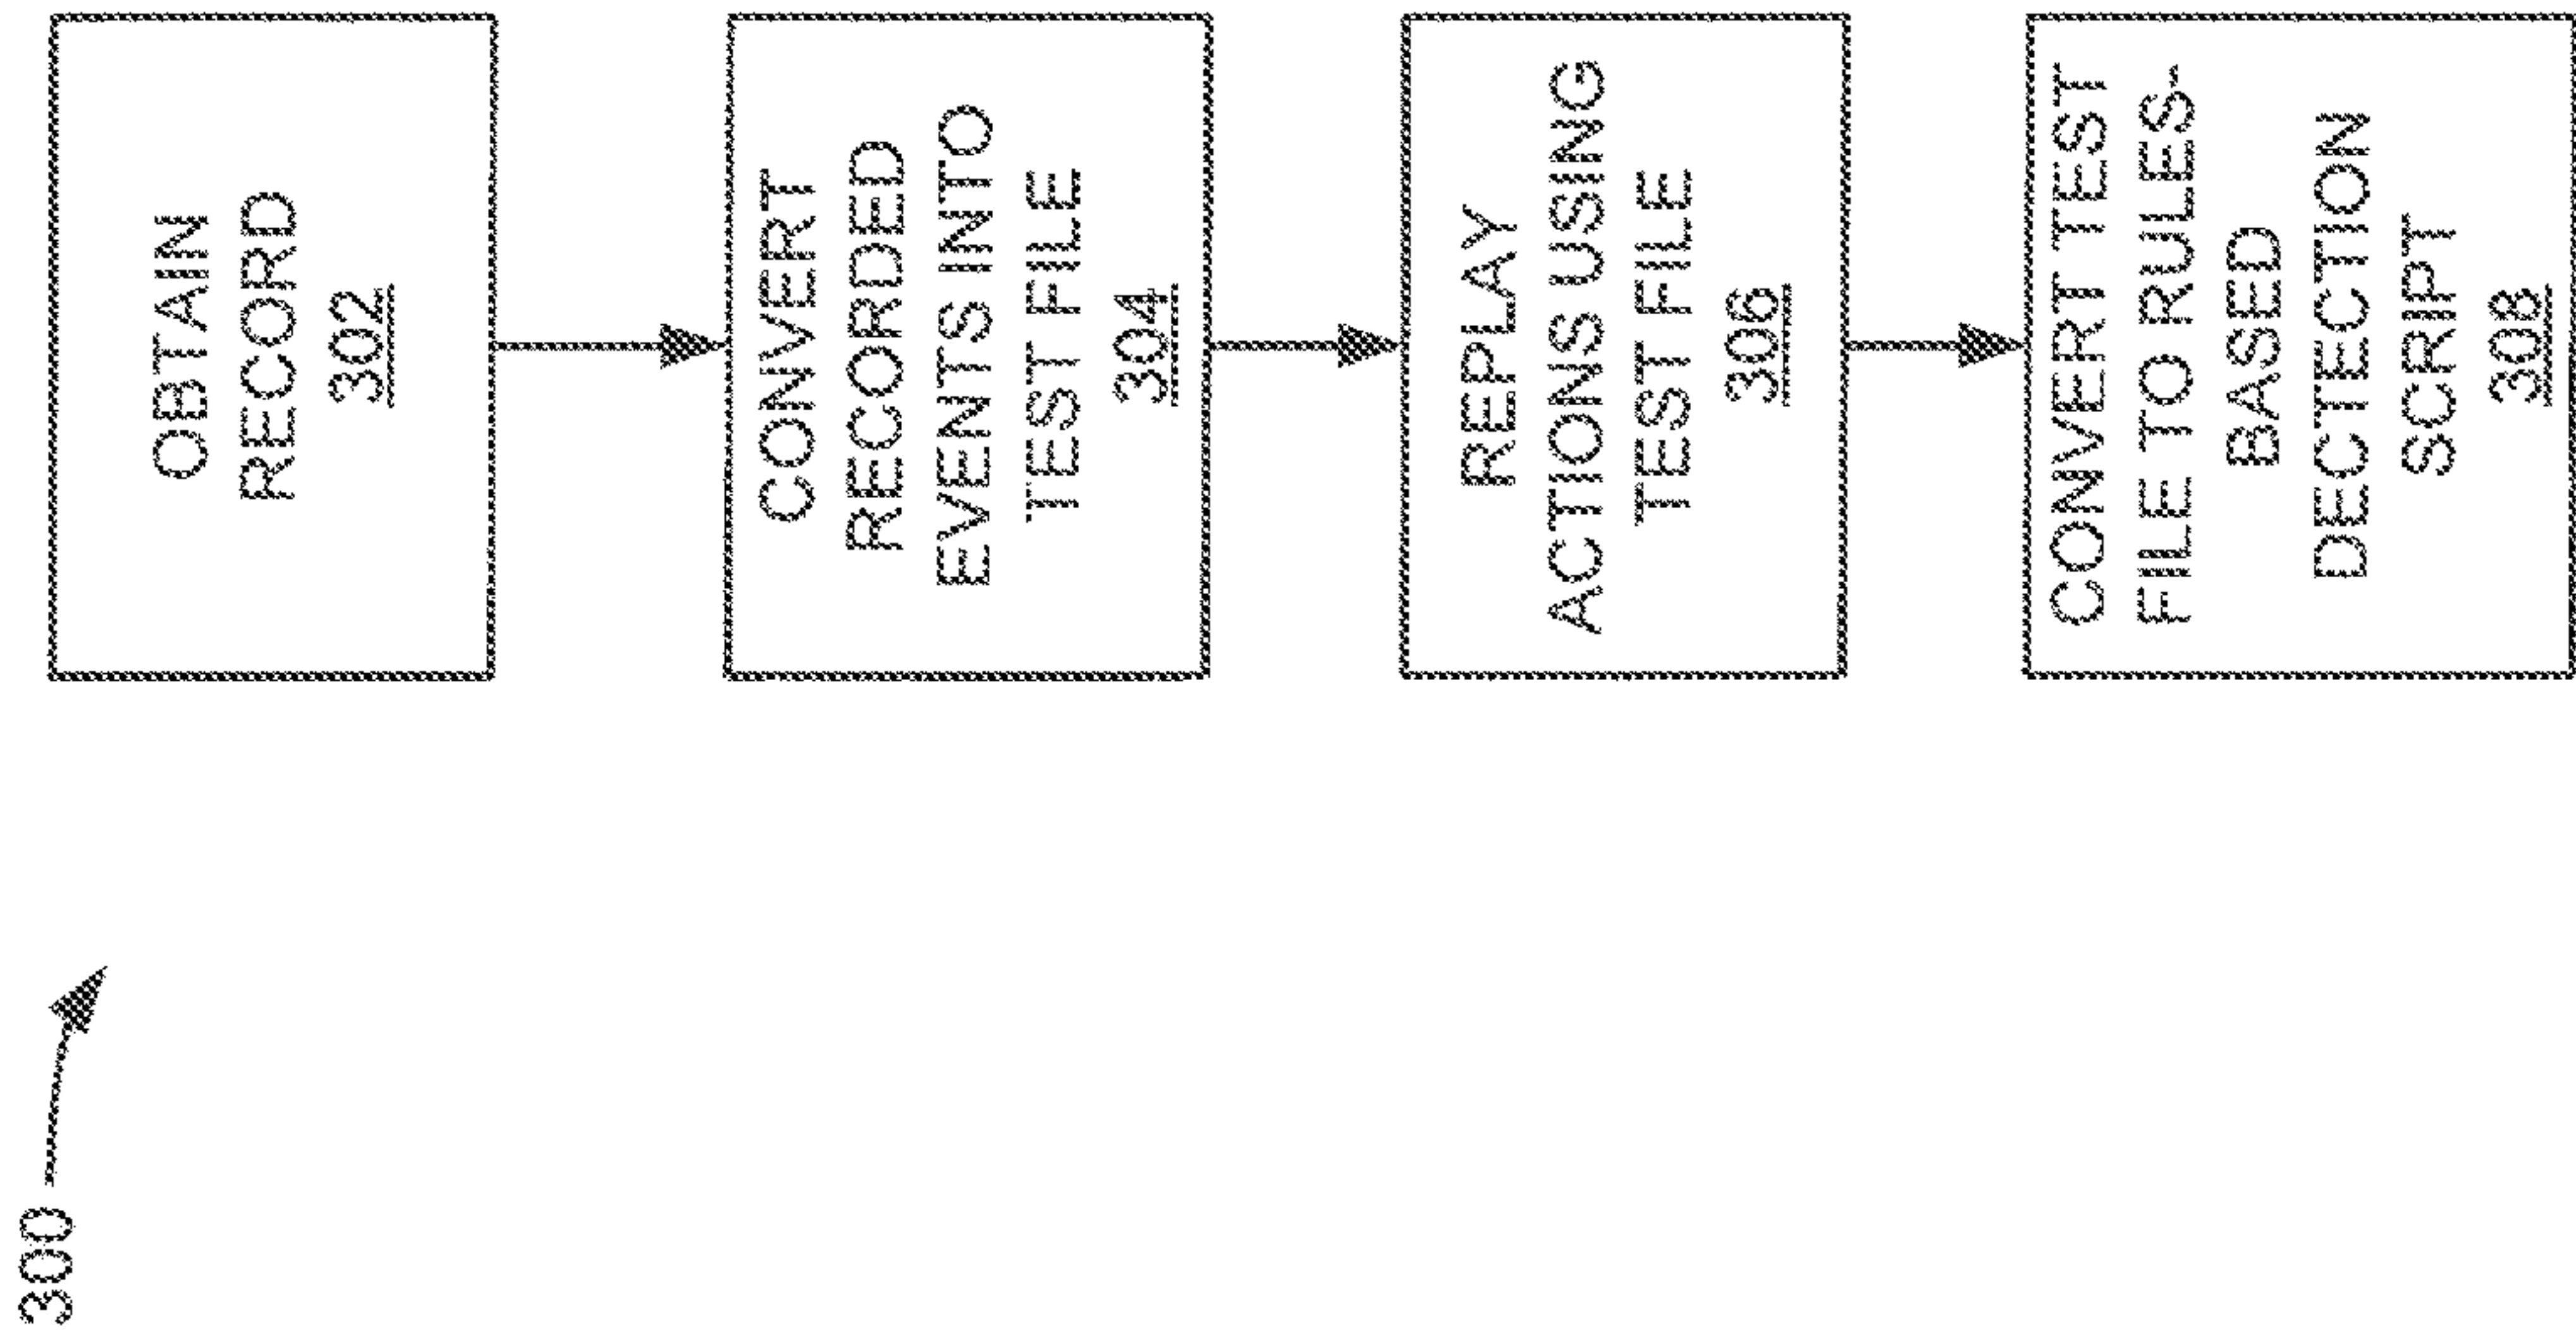 300
OBTAIN
RECORD
302
CONVERT
RECORDED
EVENTS INTO
TEST FILE
304
REPLAY
ACTIONS USING
TEST FILE
306
CONVERT TEST
FILE TO RULES-
BASED
DECTECTION
SCRIPT
308